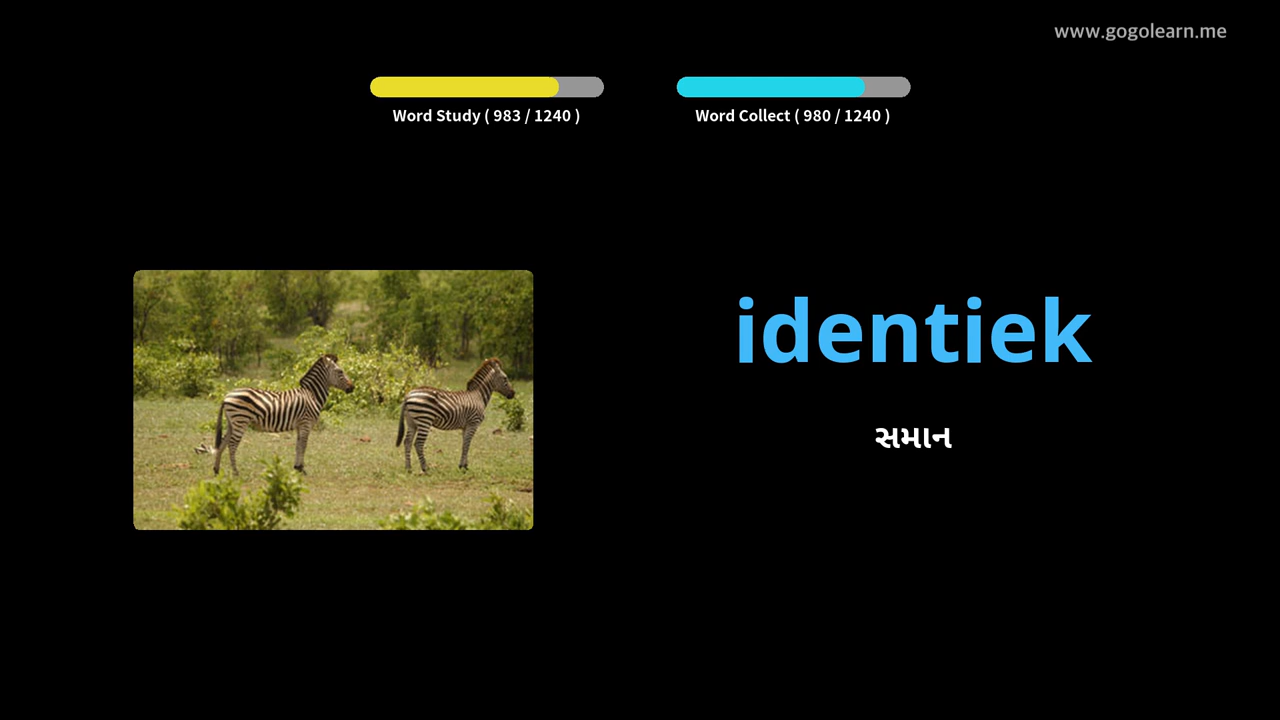 www.gogolearn.me
Word Study ( 983 / 1240 )
Word Collect ( 980 / 1240 )
identiek
સમાન